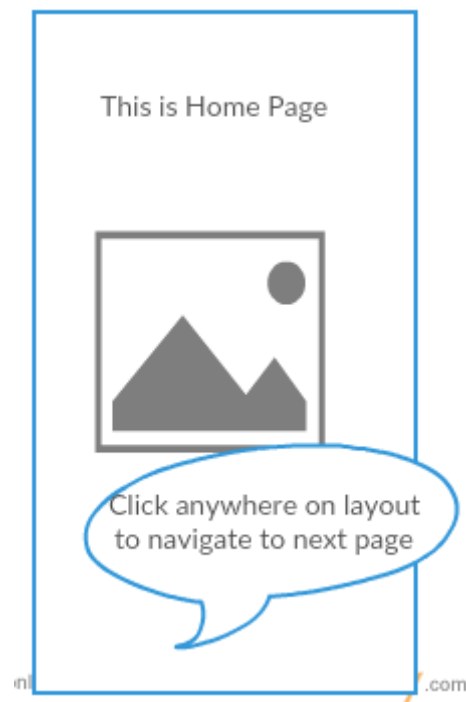 This is Home Page
Click anywhere on layout
to navigate to next page
.com